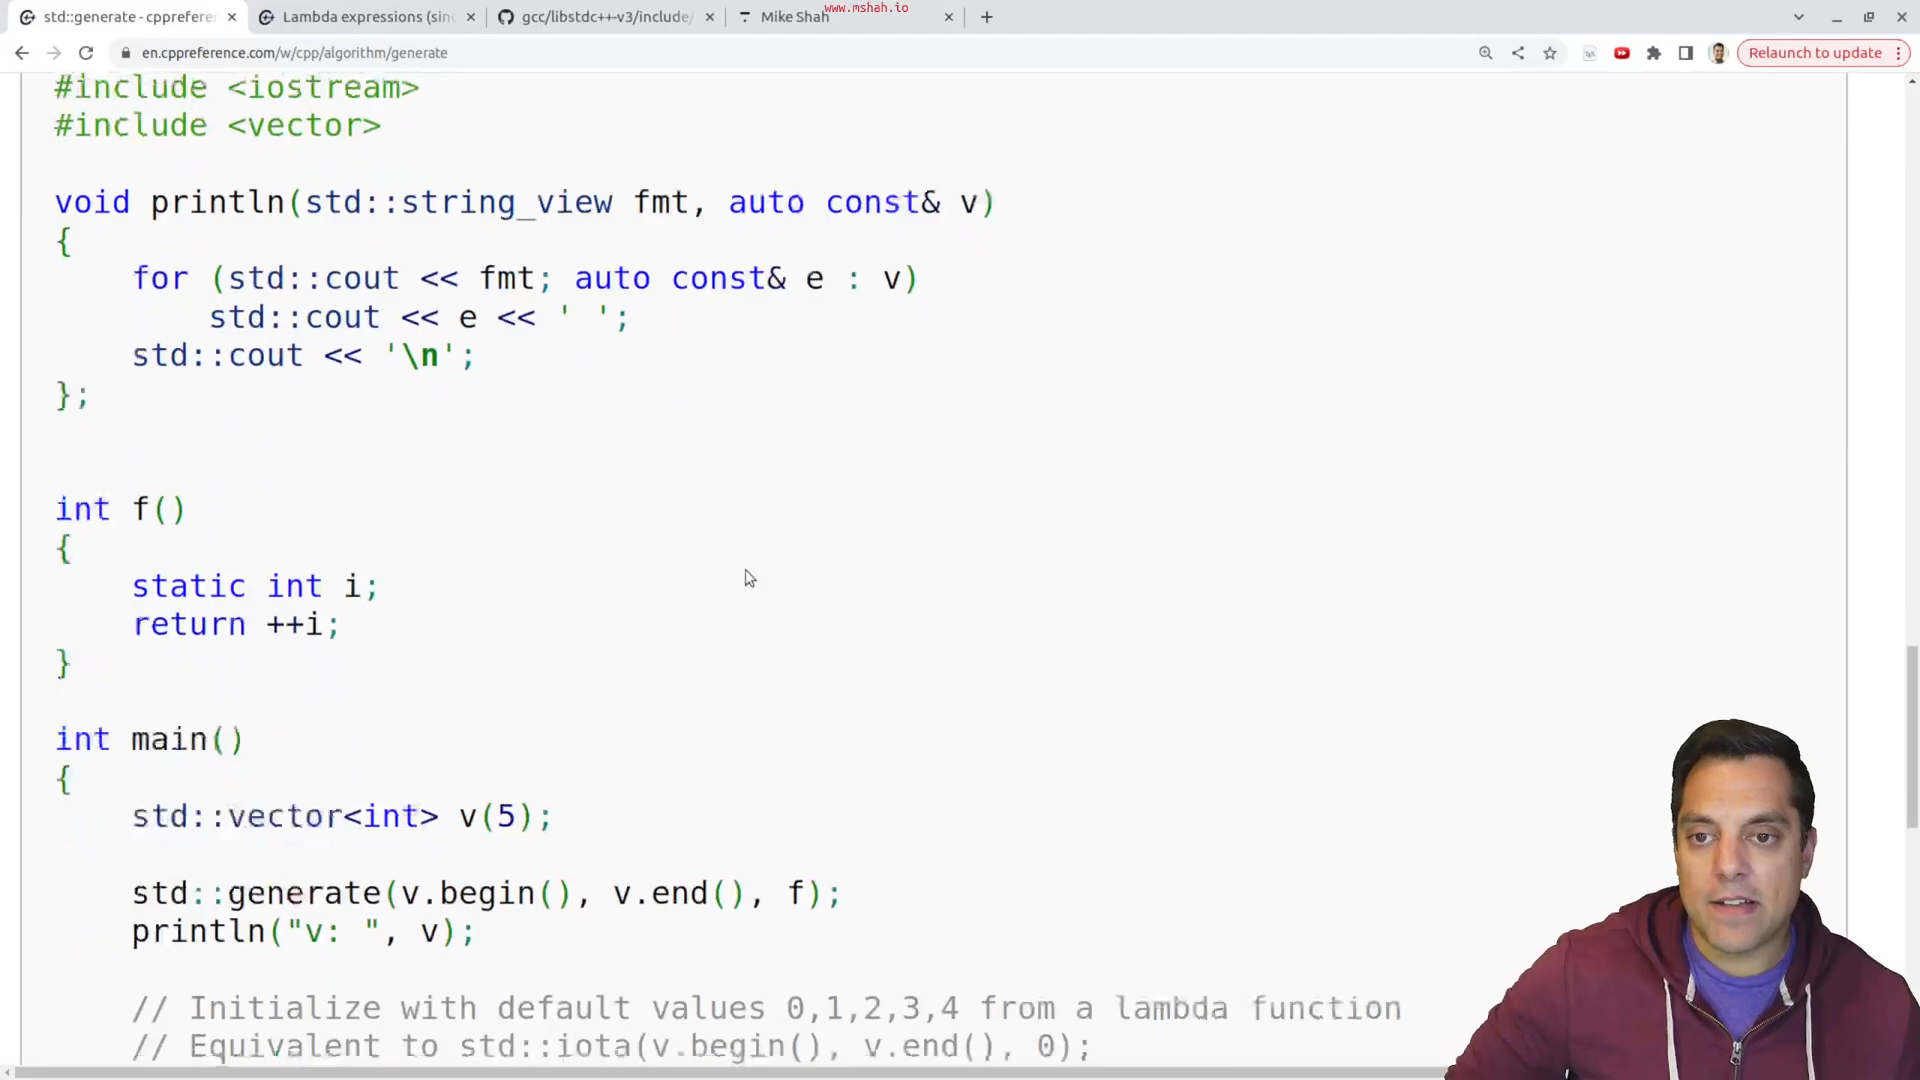 www.mshah.io
std::generate - cpprefere
Lambda expressions (sinc
gcc/libstdc++-v3/include/
Mike Shah
en.cppreference.com/w/cpp/algorithm/generate
Relaunch to update
#include <iostream>
#include <vector>
void println(std::string_view fmt, auto const& v)
{
for (std::cout << fmt; auto const& e : v)
std::cout << e << ' ';
std::cout << '\n';
};
int f()
{
static int i;
return ++i;
}
int main()
{
std::vector<int> v(5);
std::generate(v.begin(), v.end(), f);
println("v: ", v);
// Initialize with default values 0,1,2,3,4 from a lambda function
// Equivalent to std::iota(v.begin(), v.end(), 0);